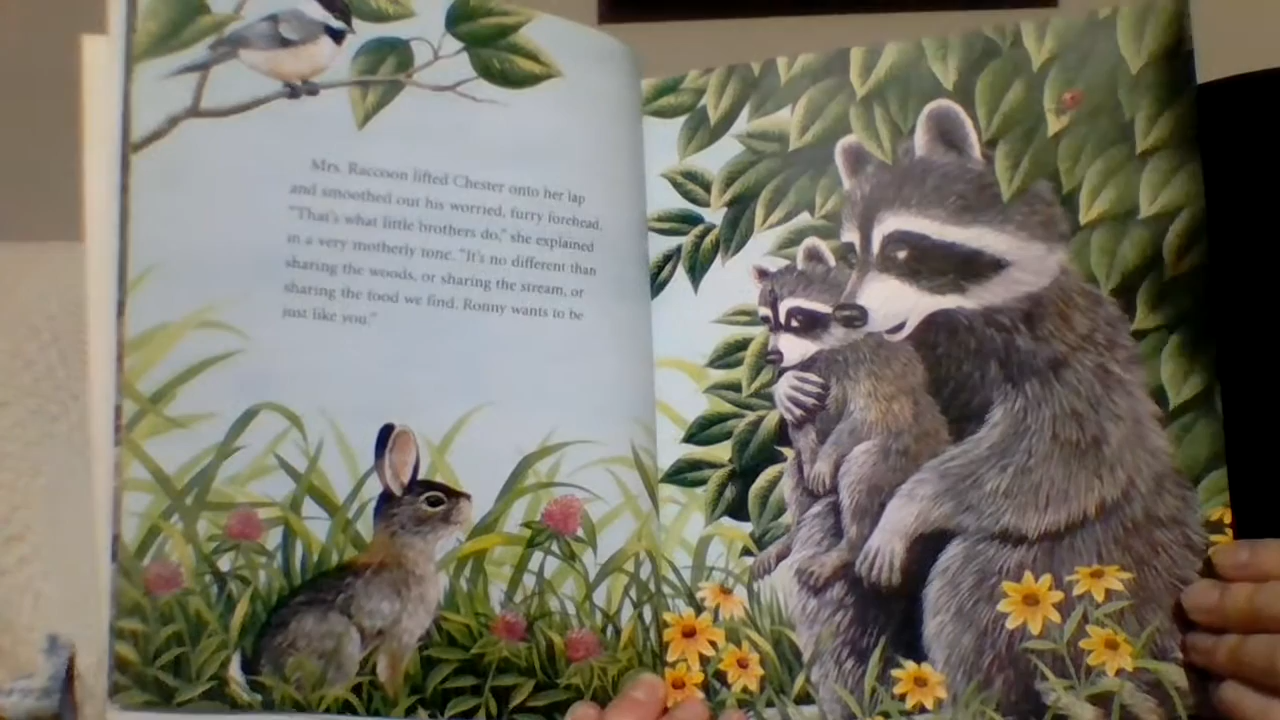 Mrs. Raccoon lifted Chester onto her lap
and smoothed out his worried, furry forehead.
"That's what little brothers do," she explained
in a very motherly tone. "It's no different than
sharing the woods, or sharing the stream, or
sharing the food we find. Ronny wants to be
just like you."